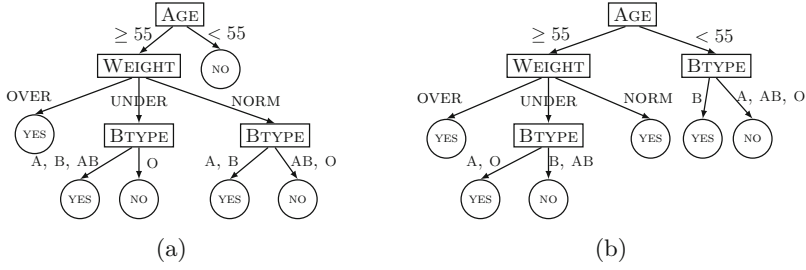 AGE AGE
≥ 55 < 55 ≥ 55 < 55
WEIGHT NO WEIGHT BTYPE
OVER UNDER NORM OVER UNDER NORM B A, AB, O
YES BTYPE BTYPE YES BTYPE YES YES NO
A, B, AB O A, B AB, O A, O B, AB
YES NO YES NO YES NO
(a) (b)